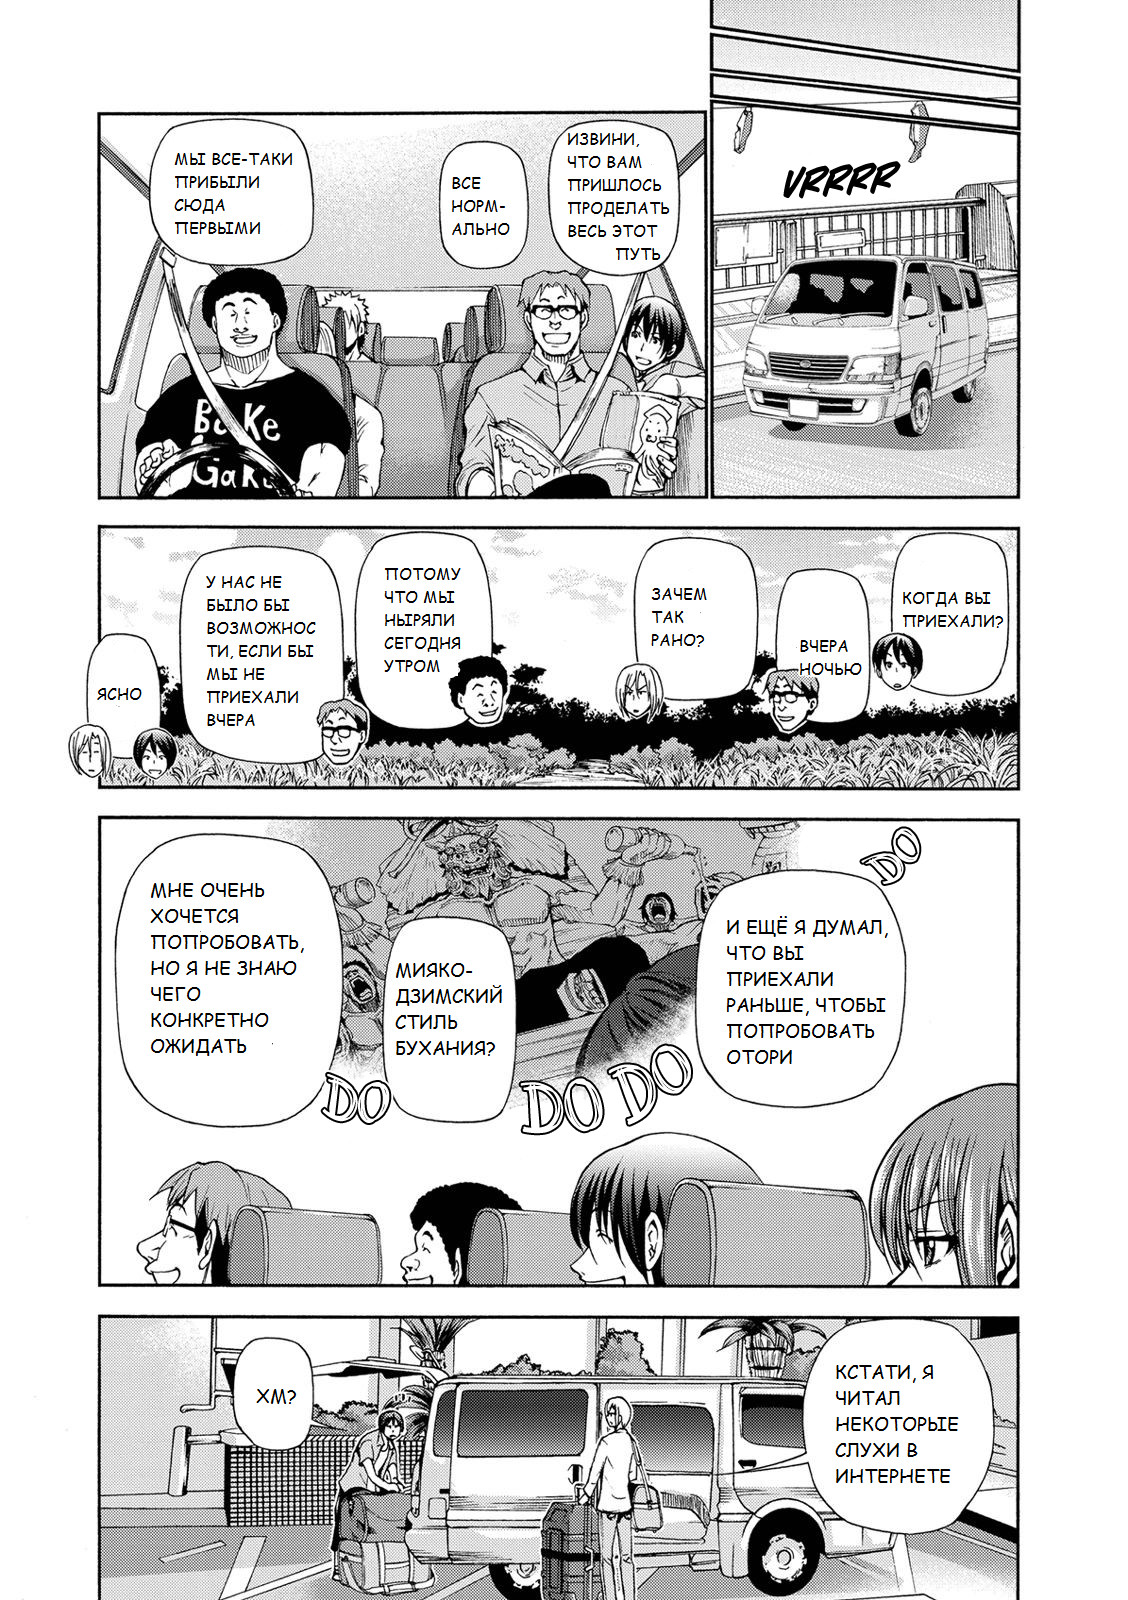 VRRRR
ИЗВИНИ,
ЧТО ВАМ
ПРИШЛОСЬ
ПРОДЕЛАТЬ
ВЕСЬ ЭТОТ
ПУТЬ
ВСЕ
НОРМ-
АЛЬНО
МЫ ВСЕ-ТАКИ
ПРИБЫЛИ
СЮДА
ПЕРВЫМИ
BaKe
GaKu
КОГДА ВЫ
ПРИЕХАЛИ?
ВЧЕРА
НОЧЬЮ
ЗАЧЕМ
ТАК
РАНО?
ПОТОМУ
ЧТО МЫ
НЫРЯЛИ
СЕГОДНЯ
УТРОМ
У НАС НЕ
БЫЛО БЫ
ВОЗМОЖНОС
ТИ, ЕСЛИ БЫ
МЫ НЕ
ПРИЕХАЛИ
ВЧЕРА
ЯСНО
DO
И ЕЩЁ Я ДУМАЛ,
ЧТО ВЫ
ПРИЕХАЛИ
РАНЬШЕ, ЧТОБЫ
ПОПРОБОВАТЬ
ОТОРИ
DO DO
МИЯКО-
ДЗИМСКИЙ
СТИЛЬ
БУХАНИЯ?
DO
МНЕ ОЧЕНЬ
ХОЧЕТСЯ
ПОПРОБОВАТЬ,
НО Я НЕ ЗНАЮ
ЧЕГО
КОНКРЕТНО
ОЖИДАТЬ
КСТАТИ, Я
ЧИТАЛ
НЕКОТОРЫЕ
СЛУХИ В
ИНТЕРНЕТЕ
ХМ?